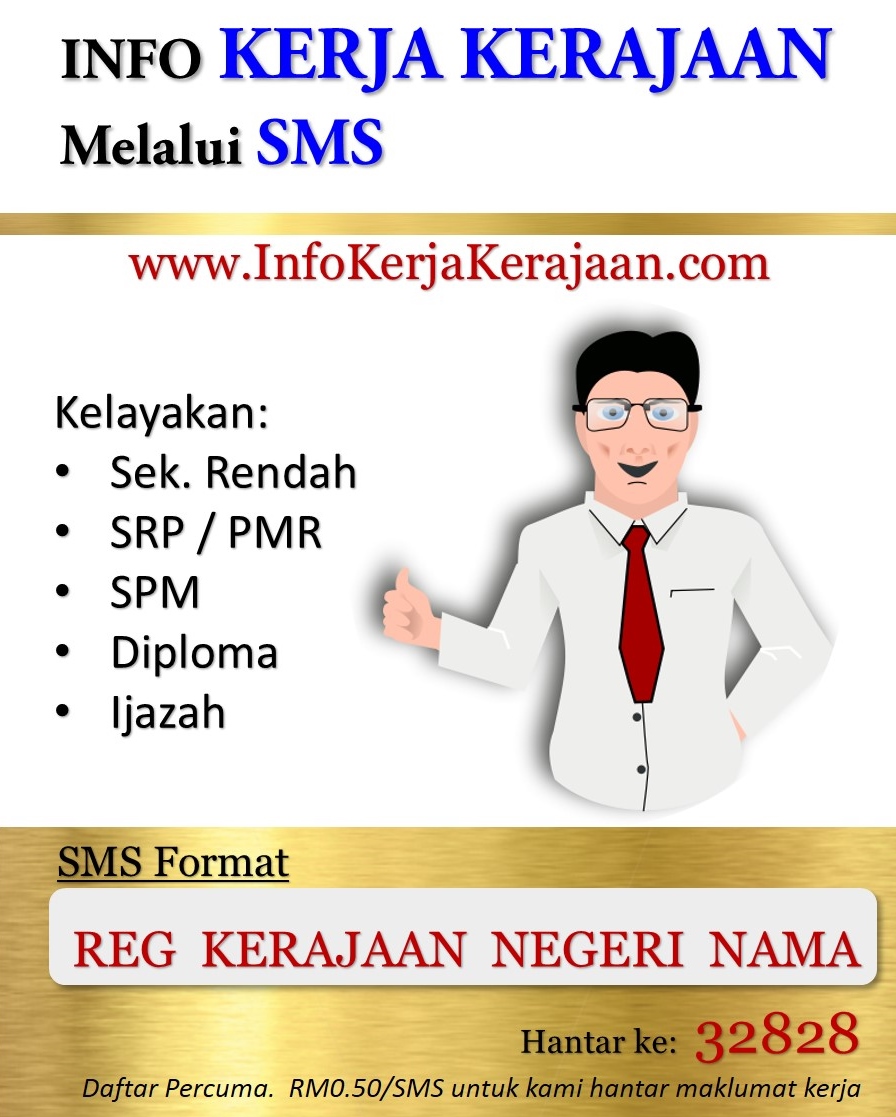 INFO KERJA KERAJAAN
Melalui SMS
www.InfoKerjaKerajaan.com
Kelayakan:
• Sek. Rendah
• SRP / PMR
• SPM
• Diploma
• Ijazah
SMS Format
REG KERAJAAN NEGERI NAMA
Hantar ke: 32828
Daftar Percuma. RM0.50/SMS untuk kami hantar maklumat kerja